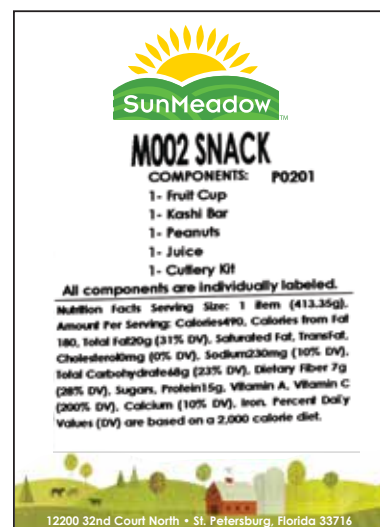 SunMeadow
TM
M002 SNACK
COMPONENTS: P0201
1- Fruit Cup
1- Kashi Bar
1- Peanuts
1- Juice
1- Cutlery Kit
All components are individually labeled.
Nutrition Facts Serving Size: 1 item (413.35g),
Amount Per Serving: Calories490, Calories from Fat
180, Total Fat20g (31% DV), Saturated Fat, TransFat,
Cholesterol0mg (0% DV), Sodium230mg (10% DV),
Total Carbohydrate68g (23% DV), Dietary Fiber 7g
(28% DV), Sugars, Protein15g, Vitamin A, Vitamin C
(200% DV), Calcium (10% DV), Iron. Percent Daily
Values (DV) are based on a 2,000 calorie diet.
12200 32nd Court North • St. Petersburg, Florida 33716